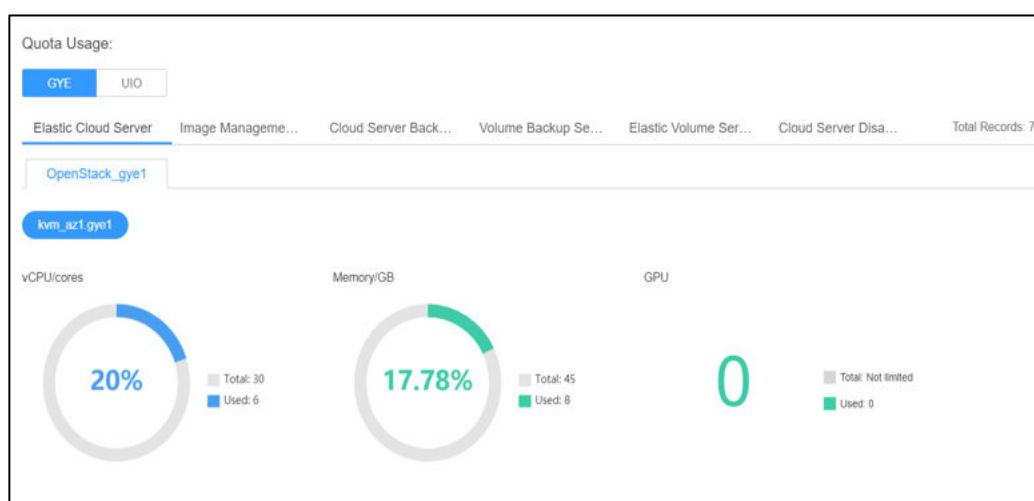 Quota Usage:
GYE UIO
Elastic Cloud Server Image Manageme... Cloud Server Back... Volume Backup Se... Elastic Volume Ser... Cloud Server Disa... Total Records: 7
OpenStack_gye1
kvm_az1.gye1
vCPU/cores Memory/GB GPU
20% Total: 30 Used: 6
17.78% Total: 45 Used: 8
0 Total: Not limited Used: 0